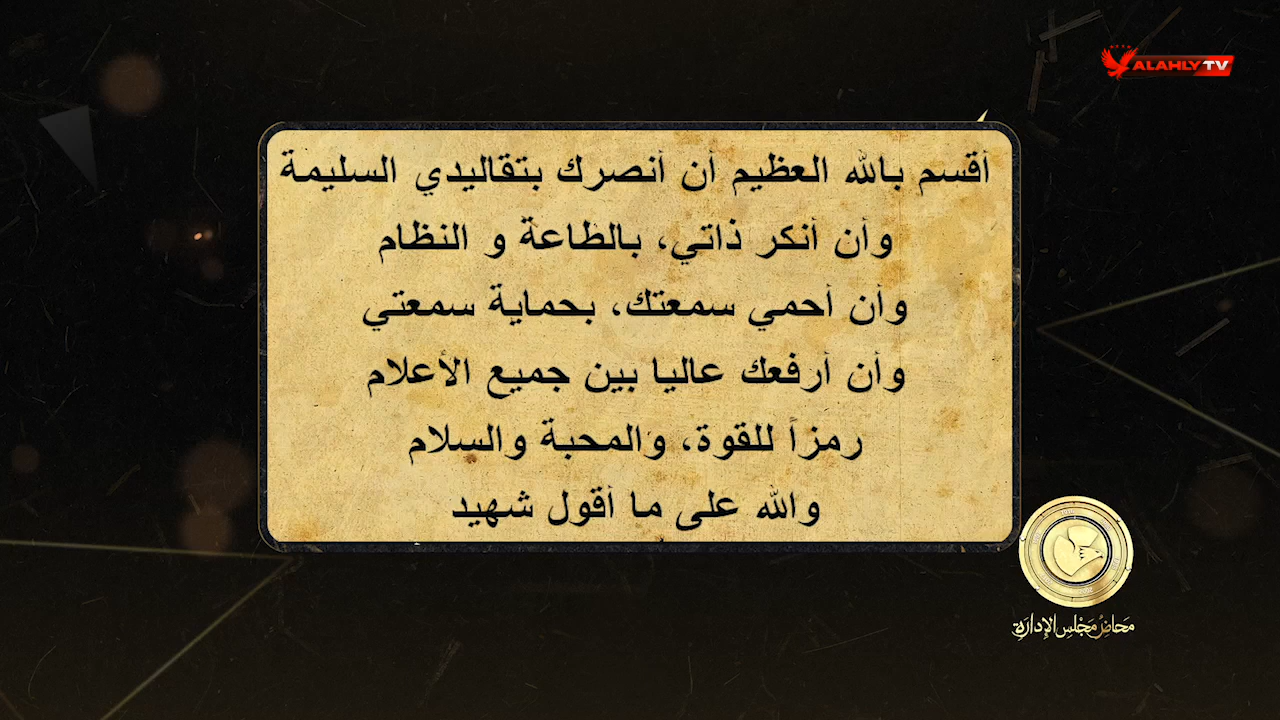 ALAHLY TV
أقسم بالله العظيم أن أنصرك بتقاليدي السليمة
وأن أنكر ذاتي، بالطاعة و النظام
وأن أحمي سمعتك، بحماية سمعتي
وأن أرفعك عاليا بين جميع الأعلام
رمزاً للقوة، والمحبة والسلام
والله على ما أقول شهيد
محاضر مجلس الإدارة